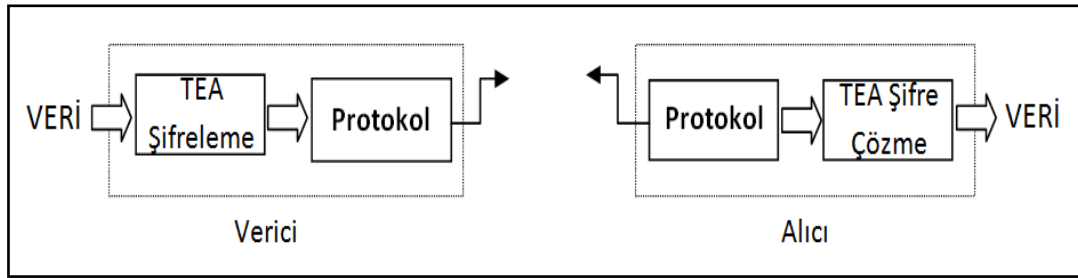 VERİ
TEA
Şifreleme
Protokol
Verici
Protokol
TEA Şifre
Çözme
VERİ
Alıcı